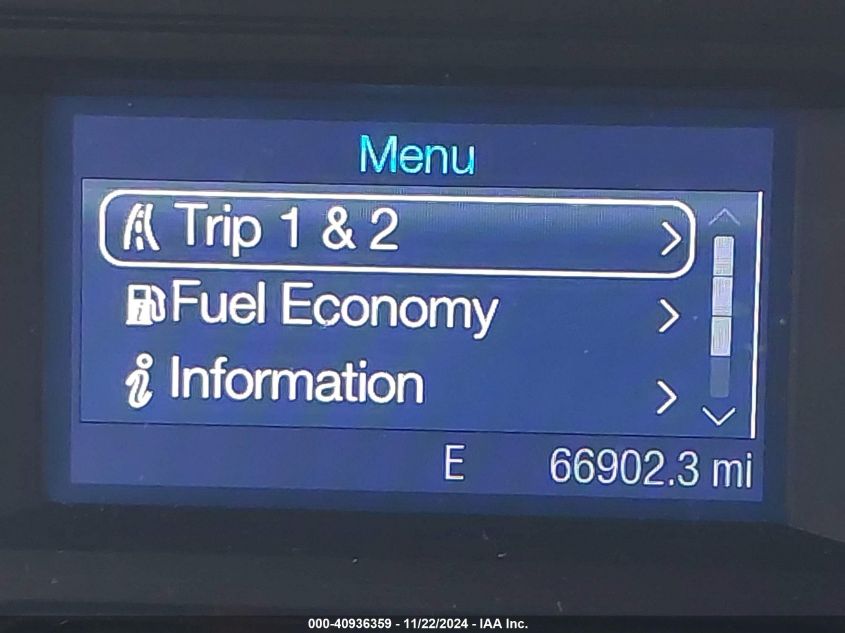 Menu
Trip 1 & 2
Fuel Economy
Information
E 66902.3 mi
000-40936359 - 11/22/2024 - IAA Inc.